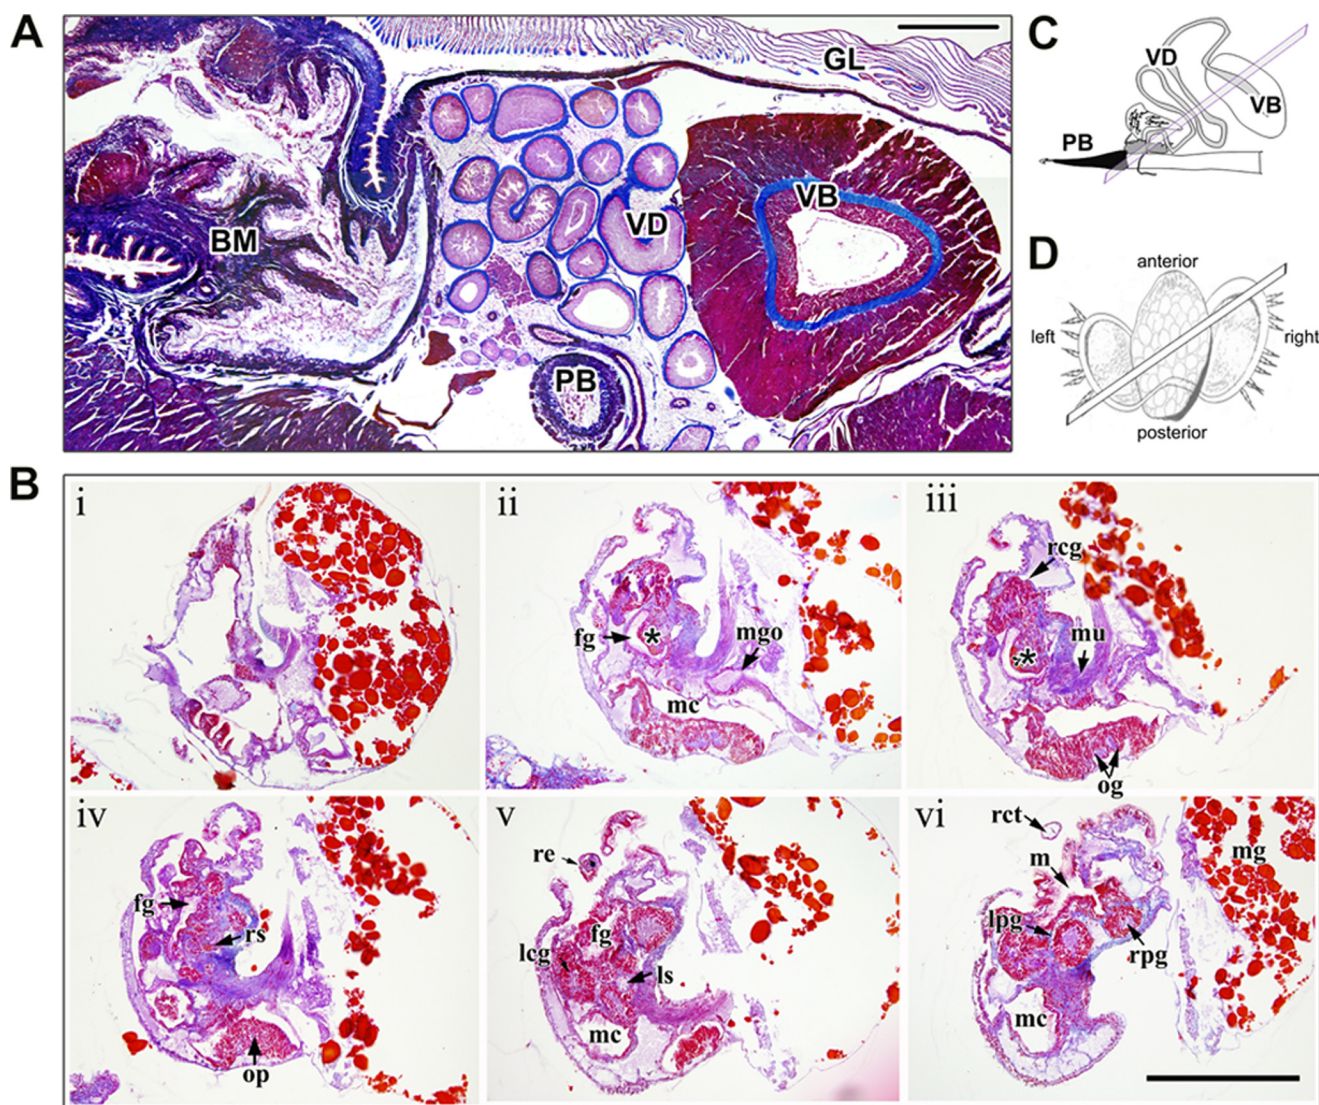 A
GL
BM
VD
VB
PB
C
VD
VB
PB
D
anterior
left
right
posterior
B
i
ii
fg
*
mgo
mc
iii
rcg
mu
*
og
iv
fg
rs
op
v
re
fg
lcg
ls
mc
vi
rct
m
mg
lpg
rpg
mc